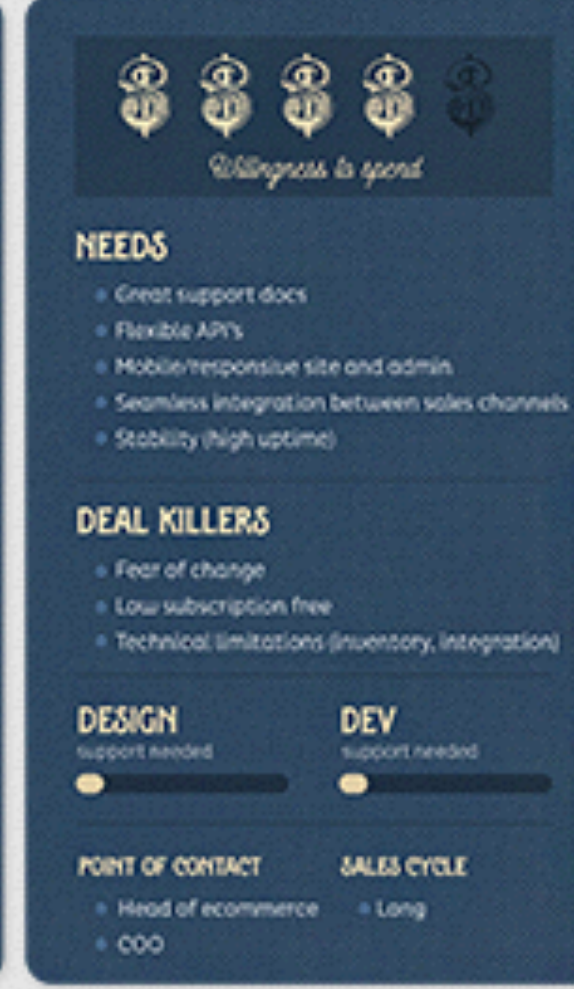 Willingness to spend
NEEDS
Great support docs
Flexible API's
Mobile/responsive site and admin
Seamless integration between sales channels
Stability (high uptime)
DEAL KILLERS
Fear of change
Low subscription free
Technical limitations (inventory, integration)
DESIGN
support needed
DEV
support needed
POINT OF CONTACT
Head of ecommerce
COO
SALES CYCLE
Long